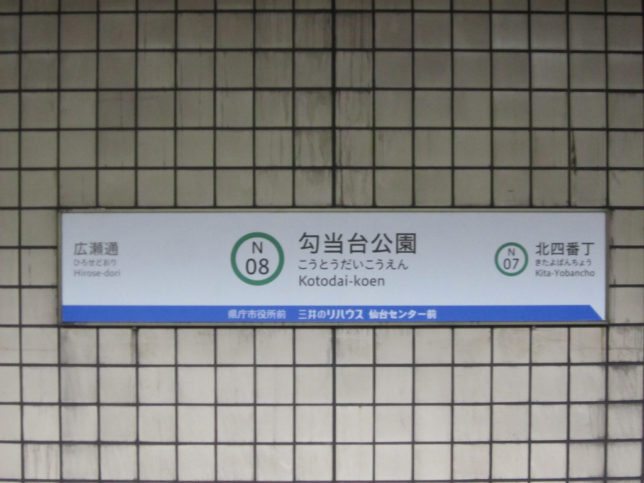 広瀬通
ひろせどおり
Hirose-dori
N
08
勾当台公園
こうとうだいこうえん
Kotodai-koen
N
07
北四番丁
きたよばんちょう
Kita-Yobancho
県庁市役所前 三井のリハウス 仙台センター前